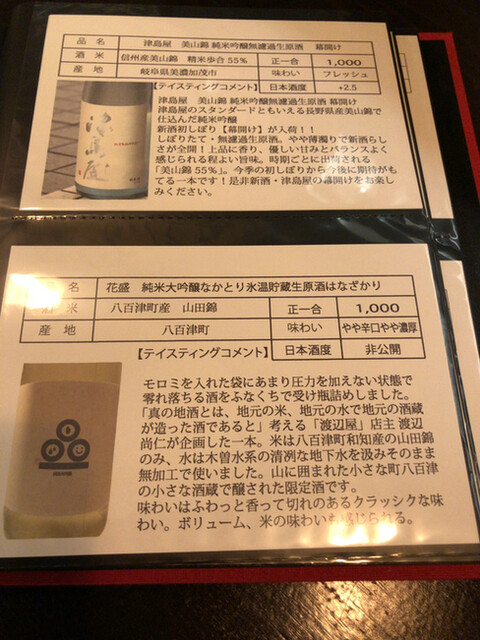 品名 津島屋 美山錦 純米吟醸無濾過生原酒 幕開け
酒米 信州産美山錦 精米歩合 55% 正一合 1,000
産地 岐阜県美濃加茂市 味わい フレッシュ
【テイスティングコメント】 日本酒度 +2.5
津島屋 美山錦 純米吟醸無濾過生原酒 幕開け
津島屋のスタンダードともいえる長野県産美山錦で
仕込んだ純米吟醸
新酒初しぼり【幕開け】が入荷！！
しぼりたて・無濾過生原酒。やや薄濁りで新酒らし
さが全開！上品に香り、優しい甘みとバランスよく
感じられる程よい旨味。時期ごとに出荷される
「美山錦 55%」。今季の初しぼりから今後に期待がも
てる一本です！是非新酒・津島屋の幕開けをお楽し
みください。
津島屋
名 花盛 純米大吟醸なかとり氷温貯蔵生原酒はなざかり
米 八百津町産 山田錦 正一合 1,000
産地 八百津町 味わい やや辛口やや濃厚
【テイスティングコメント】 日本酒度 非公開
モロミを入れた袋にあまり圧力を加えない状態で
零れ落ちる酒をふなくちで受け瓶詰めしました。
「真の地酒とは、地元の米、地元の水で地元の酒蔵
が造った酒であると」考える「渡辺屋」店主 渡辺
尚仁が企画した一本。米は八百津町和知産の山田錦
のみ、水は木曽水系の清冽な地下水を汲みそのまま
無加工で使いました。山に囲まれた小さな町八百津
の小さな酒蔵で醸された限定酒です。
味わいはふわっと香って切れのあるクラッシクな味
わい。ボリューム、米の味わいも感じられる。